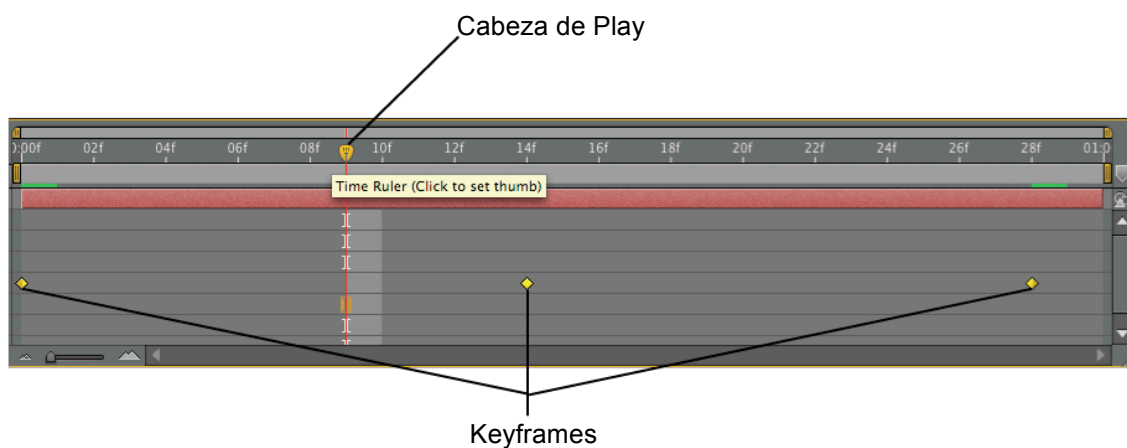 Cabeza de Play
0:00f 02f 04f 06f 08f 10f 12f 14f 16f 18f 20f 22f 24f 26f 28f 01:0
Time Ruler (Click to set thumb)
Keyframes